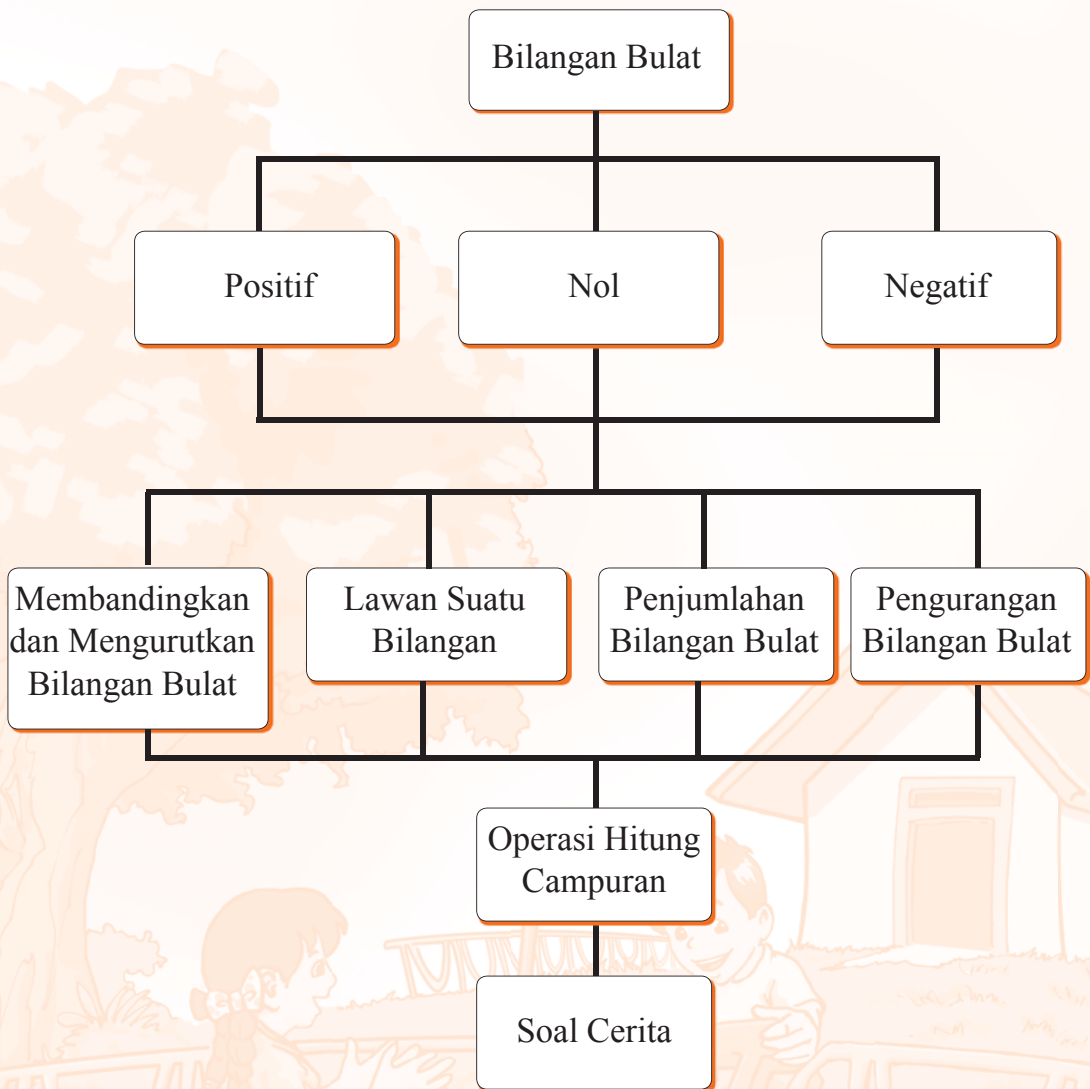 Bilangan Bulat
Positif
Nol
Negatif
Membandingkan
dan Mengurutkan
Bilangan Bulat
Lawan Suatu
Bilangan
Penjumlahan
Bilangan Bulat
Pengurangan
Bilangan Bulat
Operasi Hitung
Campuran
Soal Cerita